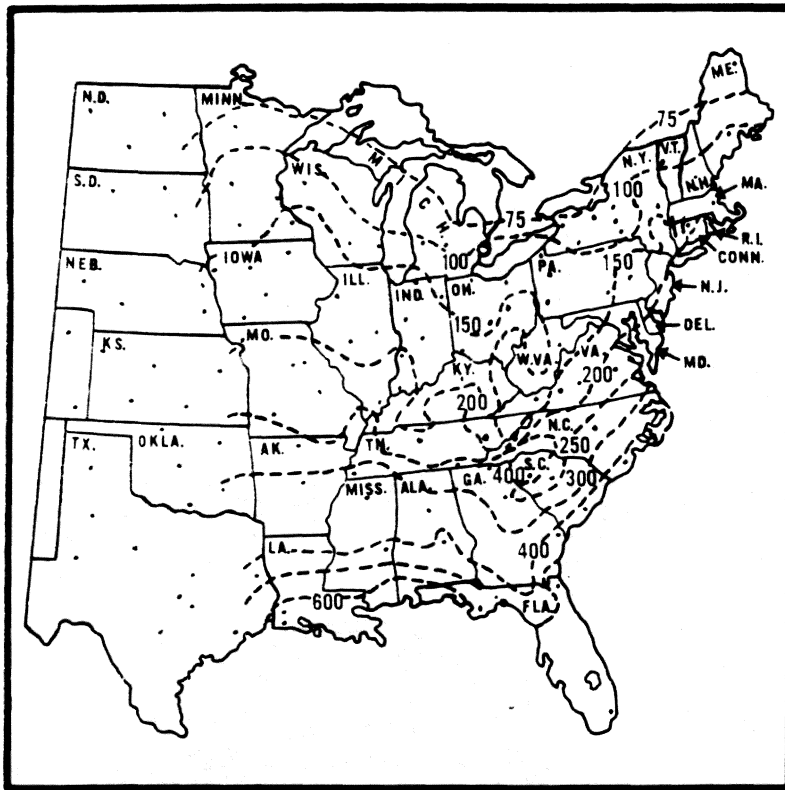 ME.
N.D.
MINN.
75
N.Y.
V.T.
M
I
C
H
WIS.
100
N.H.
MA.
S.D.
75
R.I.
CONN.
NEB.
IOWA
100
PA.
150
ILL.
IND.
OH.
N.J.
150
DEL.
KS.
MO.
KY.
W.VA.
VA.
MD.
200
200
N.C.
TX.
OKLA.
AK.
TN.
250
MISS.
ALA.
GA.
400
S.C.
300
LA.
400
600
FLA.